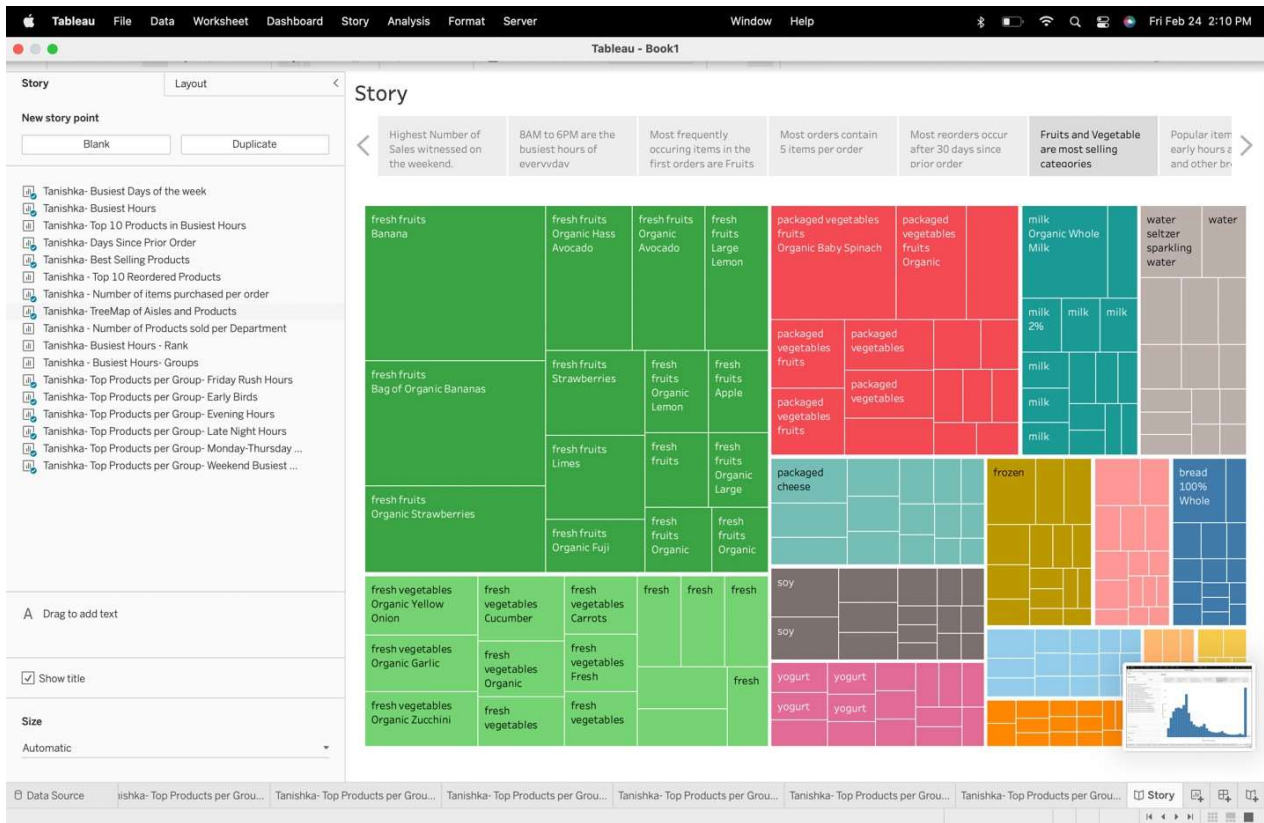 Tableau File Data Worksheet Dashboard Story Analysis Format Server Window Help Fri Feb 24 2:10 PM
Tableau - Book1
Story Layout
New story point
Blank Duplicate
Tanishka- Busiest Days of the week
Tanishka- Busiest Hours
Tanishka- Top 10 Products in Busiest Hours
Tanishka- Days Since Prior Order
Tanishka- Best Selling Products
Tanishka - Top 10 Reordered Products
Tanishka - Number of items purchased per order
Tanishka- TreeMap of Aisles and Products
Tanishka - Number of Products sold per Department
Tanishka- Busiest Hours - Rank
Tanishka - Busiest Hours- Groups
Tanishka- Top Products per Group- Friday Rush Hours
Tanishka- Top Products per Group- Early Birds
Tanishka- Top Products per Group- Evening Hours
Tanishka- Top Products per Group- Late Night Hours
Tanishka- Top Products per Group- Monday-Thursday ...
Tanishka- Top Products per Group- Weekend Busiest ...
A Drag to add text
Show title
Size
Automatic
Story
Highest Number of
Sales witnessed on
the weekend.
8AM to 6PM are the
busiest hours of
everyday
Most frequently
occuring items in the
first orders are Fruits
Most orders contain
5 items per order
Most reorders occur
after 30 days since
prior order
Fruits and Vegetable
are most selling
categories
Popular item
early hours a
and other br
fresh fruits
Banana
fresh fruits
Organic Hass
Avocado
fresh fruits
Organic
Avocado
fresh
fruits
Large
Lemon
fresh fruits
Bag of Organic Bananas
fresh fruits
Strawberries
fresh
fruits
Organic
Lemon
fresh
fruits
Apple
fresh fruits
Limes
fresh
fruits
fresh
fruits
Organic
Large
fresh fruits
Organic Strawberries
fresh fruits
Organic Fuji
fresh
fruits
Organic
fresh
fruits
Organic
fresh vegetables
Organic Yellow
Onion
fresh
vegetables
Cucumber
fresh
vegetables
Carrots
fresh
fresh
fresh
fresh vegetables
Organic Garlic
fresh
vegetables
Organic
fresh
vegetables
Fresh
fresh
fresh vegetables
Organic Zucchini
fresh
vegetables
fresh
vegetables
packaged vegetables
fruits
Organic Baby Spinach
packaged
vegetables
fruits
Organic
packaged
vegetables
fruits
packaged
vegetables
packaged
vegetables
fruits
packaged
vegetables
milk
Organic Whole
Milk
milk
2%
milk
milk
milk
milk
milk
water
seltzer
sparkling
water
water
packaged
cheese
frozen
bread
100%
Whole
soy
soy
yogurt
yogurt
yogurt
yogurt
Data Source
ishka- Top Products per Grou...
Tanishka- Top Products per Grou...
Tanishka- Top Products per Grou...
Tanishka- Top Products per Grou...
Tanishka- Top Products per Grou...
Tanishka- Top Products per Grou...
Story